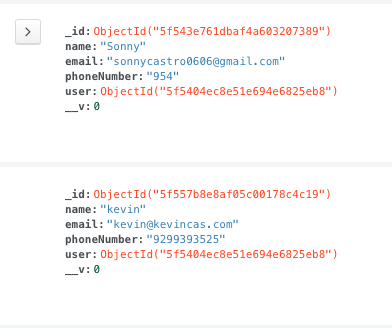 _id: ObjectId("5f543e761dbaf4a603207389")
name: "Sonny"
email: "sonnycastro0606@gmail.com"
phoneNumber: "954"
user: ObjectId("5f5404ec8e51e694e6825eb8")
__v: 0
_id: ObjectId("5f557b8e8af05c00178c4c19")
name: "kevin"
email: "kevin@kevincas.com"
phoneNumber: "9299393525"
user: ObjectId("5f5404ec8e51e694e6825eb8")
__v: 0